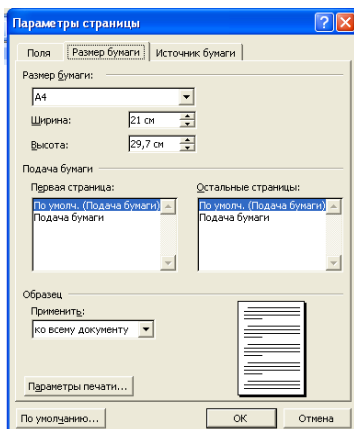 Параметры страницы
Поля Размер бумаги Источник бумаги
Размер бумаги:
A4
Ширина: 21 см
Высота: 29,7 см
Подача бумаги
Первая страница: Остальные страницы:
По умолч. (Подача бумаги) По умолч. (Подача бумаги)
Подача бумаги Подача бумаги
Образец
Применить:
ко всему документу
Параметры печати...
По умолчанию... ОК Отмена